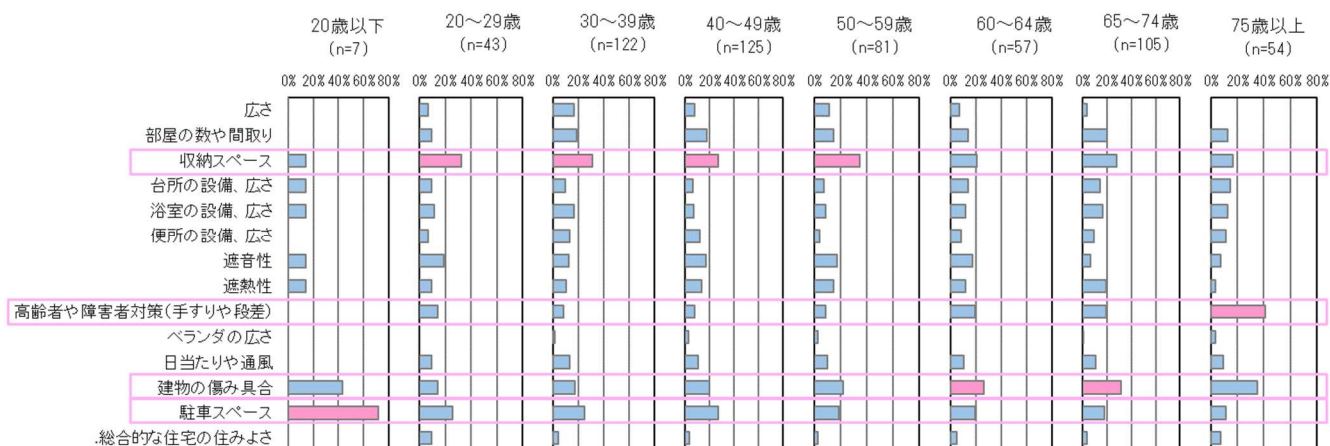 20歳以下 20～29歳 30～39歳 40～49歳 50～59歳 60～64歳 65～74歳 75歳以上
(n=7) (n=43) (n=122) (n=125) (n=81) (n=57) (n=105) (n=54)
0% 20% 40% 60% 80% 0% 20% 40% 60% 80% 0% 20% 40% 60% 80% 0% 20% 40% 60% 80% 0% 20% 40% 60% 80% 0% 20% 40% 60% 80% 0% 20% 40% 60% 80% 0% 20% 40% 60% 80%
広さ
部屋の数や間取り
収納スペース
台所の設備、広さ
浴室の設備、広さ
便所の設備、広さ
遮音性
遮熱性
高齢者や障害者対策(手すりや段差)
ベランダの広さ
日当たりや通風
建物の傷み具合
駐車スペース
.総合的な住宅の住みよさ